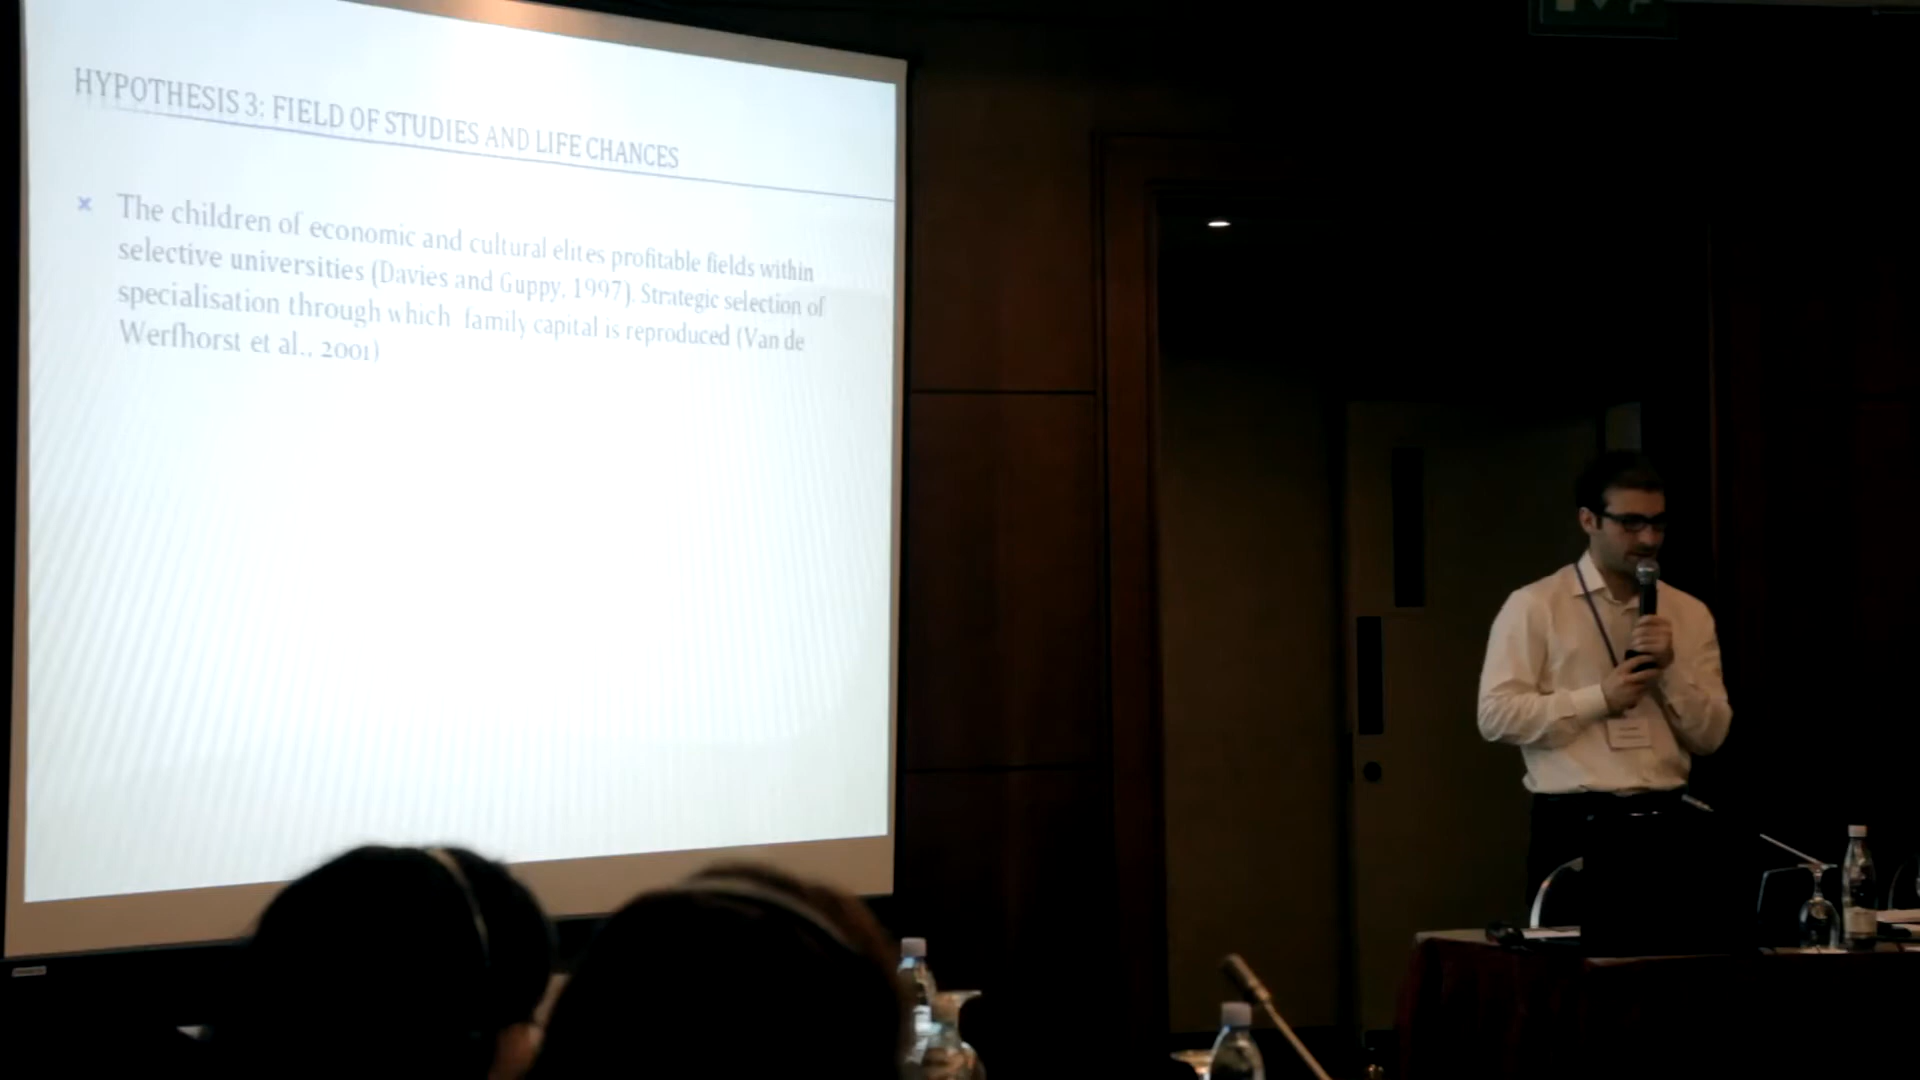 HYPOTHESIS 3: FIELD OF STUDIES AND LIFE CHANCES
The children of economic and cultural elites profitable fields within
selective universities (Davies and Guppy, 1997). Strategic selection of
specialisation through which family capital is reproduced (Van de
Werfhorst et al., 2001)